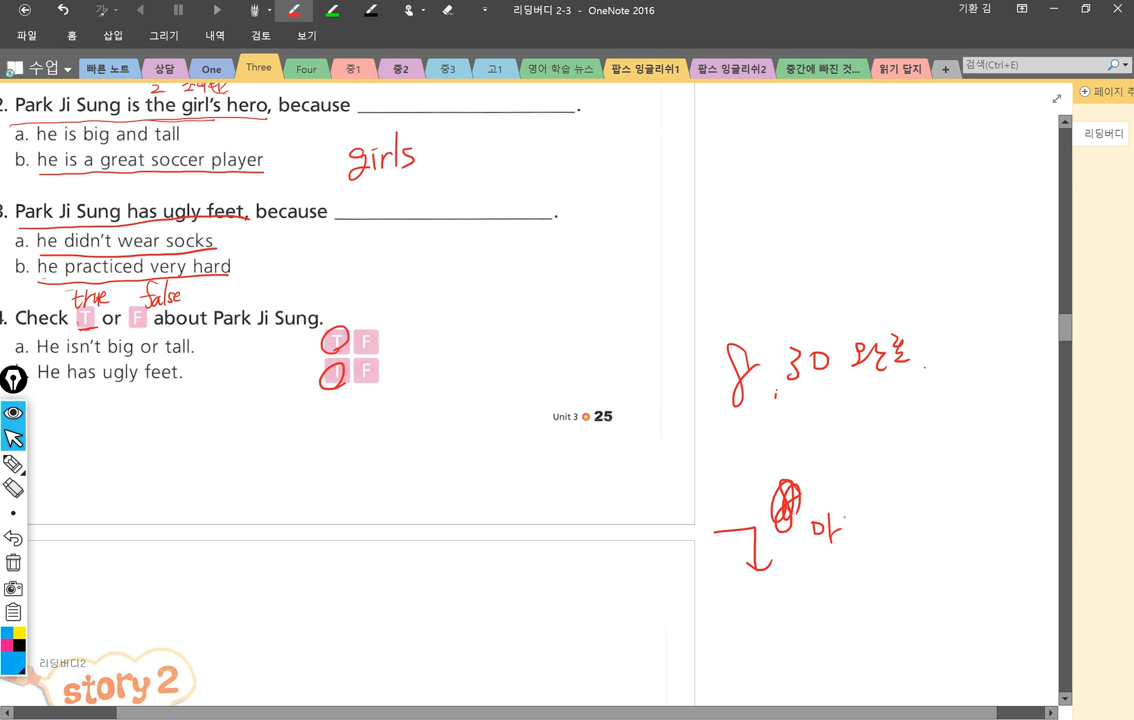 리딩버디 2-3 - OneNote 2016
기환 김
파일 홈 삽입 그리기 내역 검토 보기
수업 빠른 노트 상담 One Three Four 중1 중2 중3 고1 영어 학습 뉴스 팝스 잉글리쉬1 팝스 잉글리쉬2 중간에 빠진 것... 읽기 답지 + 검색(Ctrl+E)
페이지 추
리딩버디
2
2. Park Ji Sung is the girl's hero, because ______.
a. he is big and tall
b. he is a great soccer player
girls
3. Park Ji Sung has ugly feet, because ______.
a. he didn't wear socks
b. he practiced very hard
true false
4. Check T or F about Park Ji Sung.
a. He isn't big or tall. T F
He has ugly feet. T F
8 30
Unit 3 25
마
리딩버디2
story 2